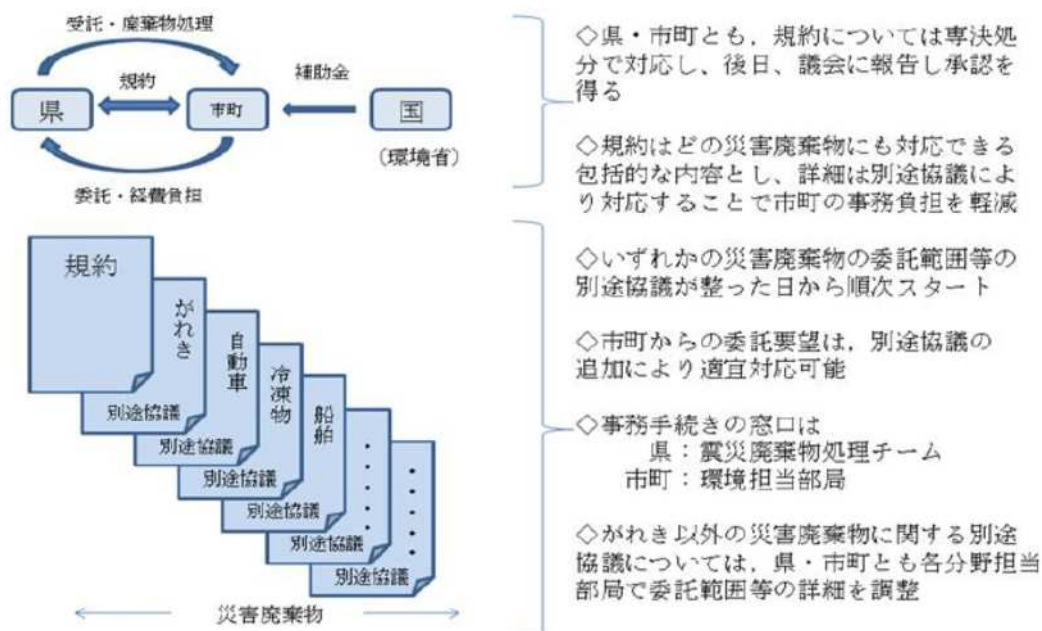 受託・廃棄物処理
規約
補助金
県
市町
国
（環境省）
委託・経費負担
規約
がれき
別途協議
自動車
別途協議
冷凍物
別途協議
船舶
別途協議
・・・・・
別途協議
・・・・・
別途協議
災害廃棄物
◇県・市町とも，規約については専決処
分で対応し、後日、議会に報告し承認を
得る
◇規約はどの災害廃棄物にも対応できる
包括的な内容とし、詳細は別途協議によ
り対応することで市町の事務負担を軽減
◇いずれかの災害廃棄物の委託範囲等の
別途協議が整った日から順次スタート
◇市町からの委託要望は，別途協議の
追加により適宜対応可能
◇事務手続きの窓口は
県：震災廃棄物処理チーム
市町：環境担当部局
◇がれき以外の災害廃棄物に関する別途
協議については，県・市町とも各分野担当
部局で委託範囲等の詳細を調整